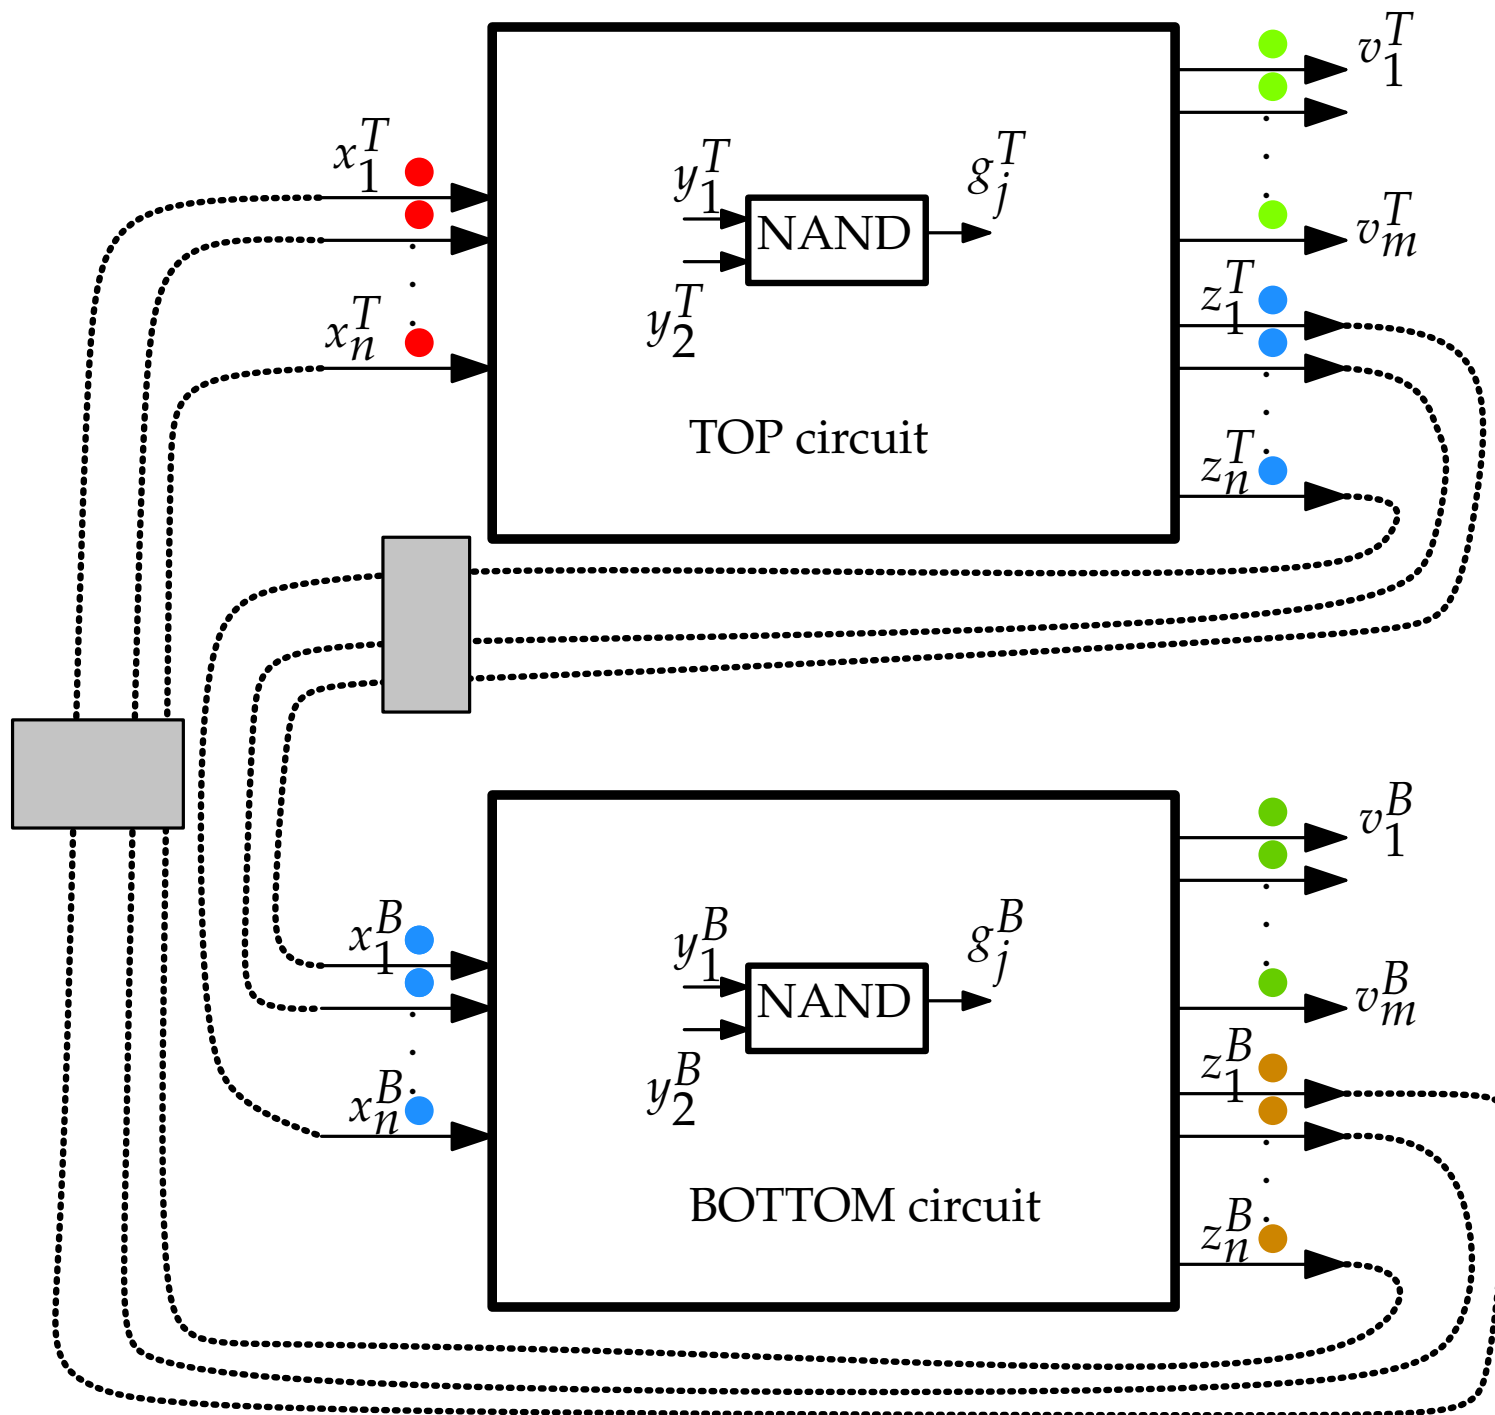 v_1^T
x_1^T
y_1^T
g_j^T
NAND
v_m^T
y_2^T
z_1^T
x_n^T
TOP circuit
z_n^T
v_1^B
x_1^B
y_1^B
g_j^B
NAND
v_m^B
y_2^B
z_1^B
x_n^B
BOTTOM circuit
z_n^B